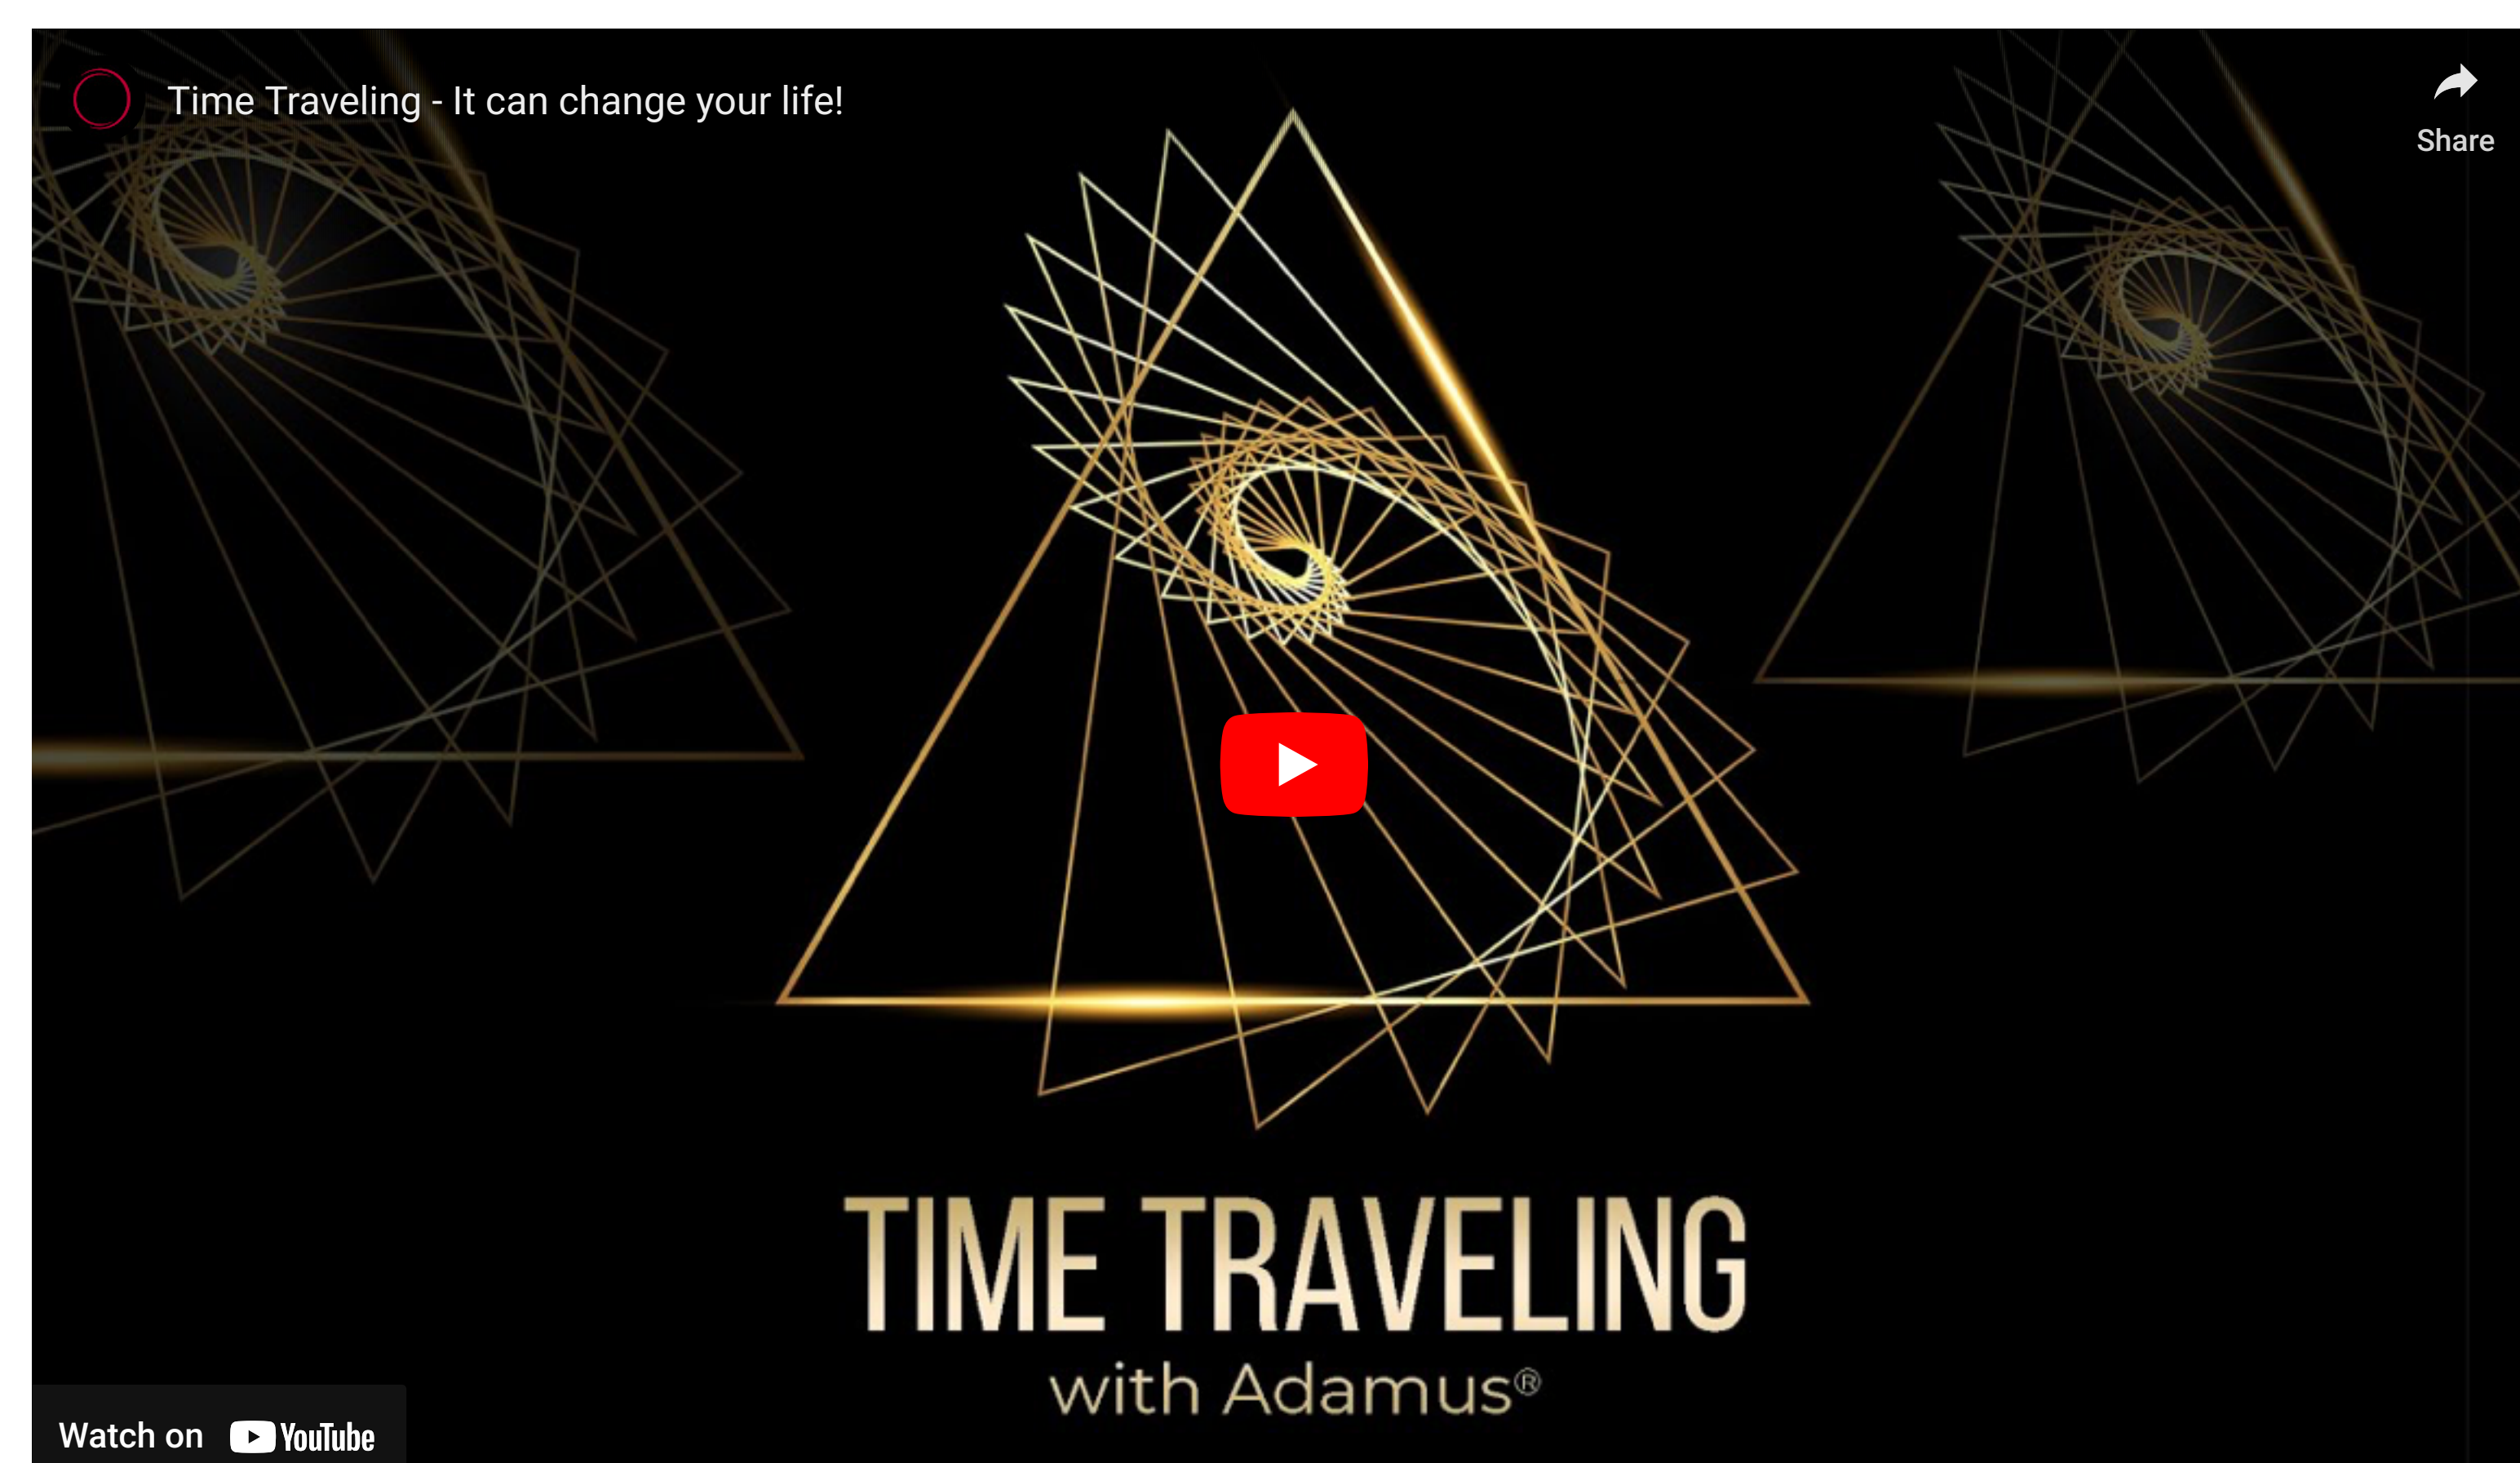 Time Traveling - It can change your life!
Share
TIME TRAVELING
with Adamus®
Watch on YouTube